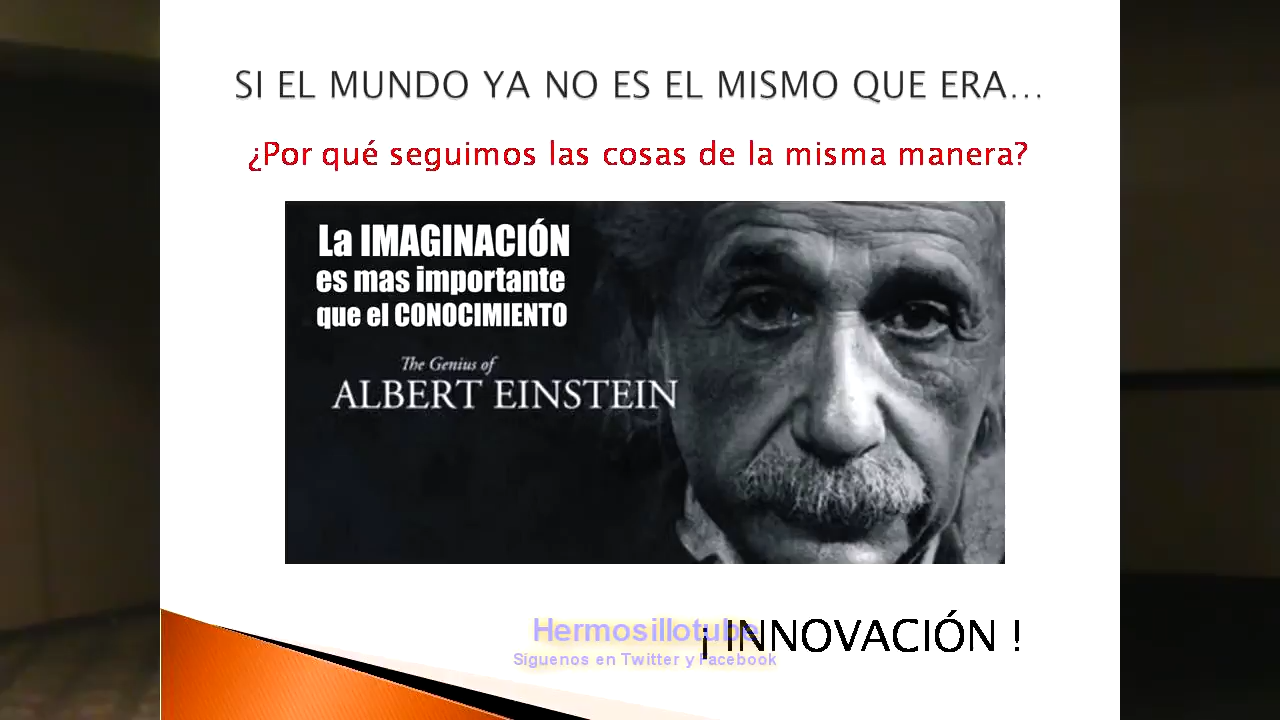 SI EL MUNDO YA NO ES EL MISMO QUE ERA...
¿Por qué seguimos las cosas de la misma manera?
La IMAGINACIÓN
es mas importante
que el CONOCIMIENTO
The Genius of
ALBERT EINSTEIN
¡ INNOVACIÓN !
Hermosillotube
Síguenos en Twitter y Facebook